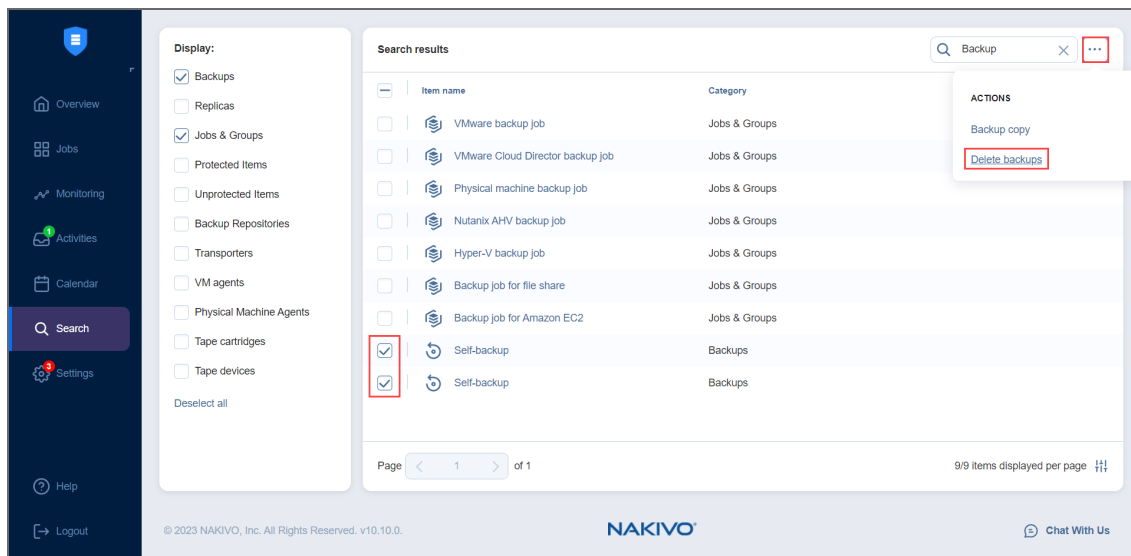 Overview
Jobs
Monitoring
1
Activities
Calendar
Search
3
Settings
Help
Logout
Display:
Backups
Replicas
Jobs & Groups
Protected Items
Unprotected Items
Backup Repositories
Transporters
VM agents
Physical Machine Agents
Tape cartridges
Tape devices
Deselect all
Search results
Backup
Item name Category
VMware backup job Jobs & Groups
VMware Cloud Director backup job Jobs & Groups
Physical machine backup job Jobs & Groups
Nutanix AHV backup job Jobs & Groups
Hyper-V backup job Jobs & Groups
Backup job for file share Jobs & Groups
Backup job for Amazon EC2 Jobs & Groups
Self-backup Backups
Self-backup Backups
ACTIONS
Backup copy
Delete backups
Page 1 of 1
9/9 items displayed per page
© 2023 NAKIVO, Inc. All Rights Reserved. v10.10.0.
NAKIVO®
Chat With Us